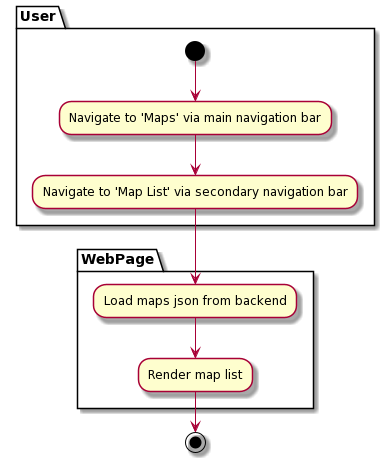 User
Navigate to 'Maps' via main navigation bar
Navigate to 'Map List' via secondary navigation bar
WebPage
Load maps json from backend
Render map list